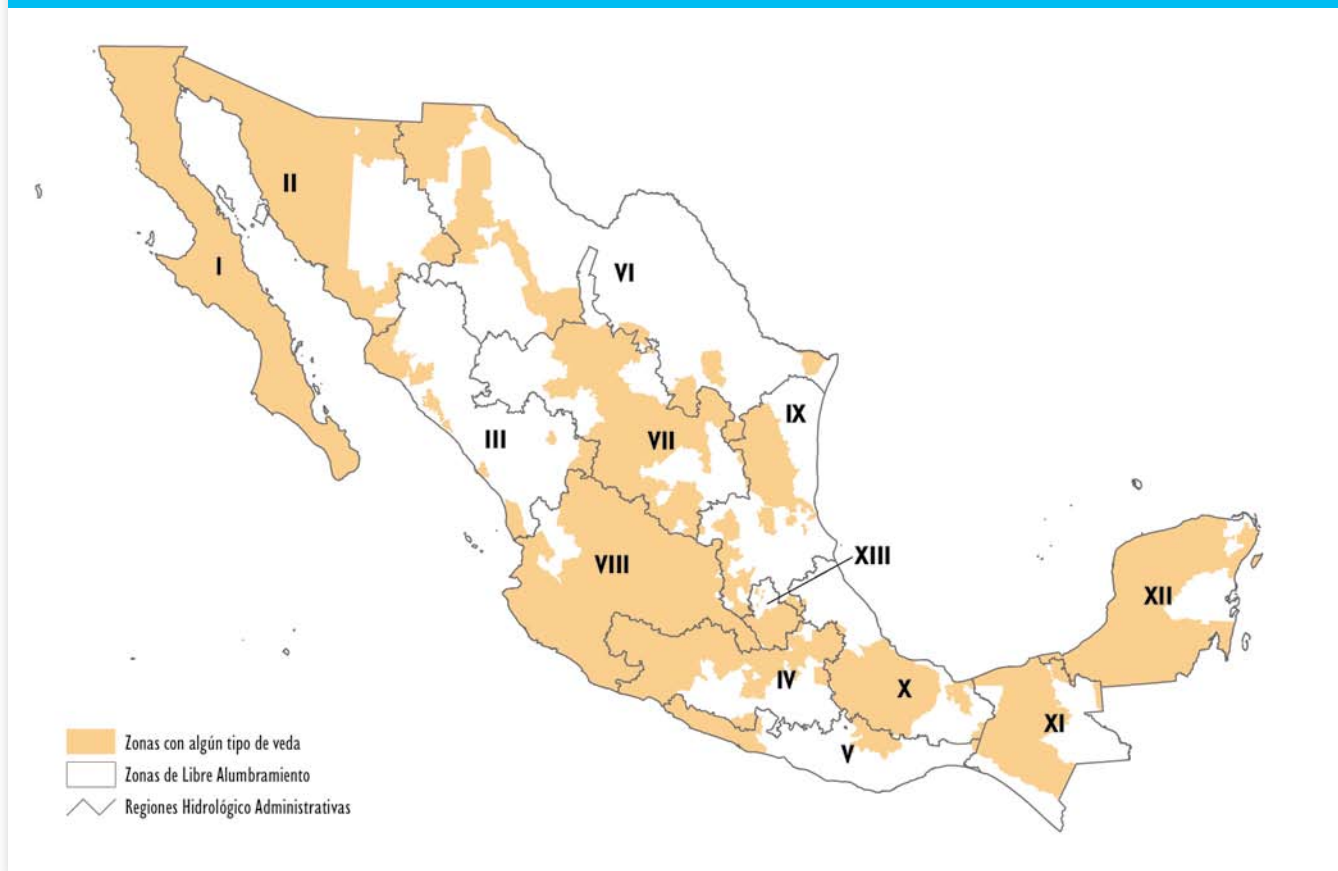 II
I
VI
IX
III
VII
VIII
XIII
XII
IV
X
XI
V
Zonas con algún tipo de veda
Zonas de Libre Alumbramiento
Regiones Hidrológico Administrativas